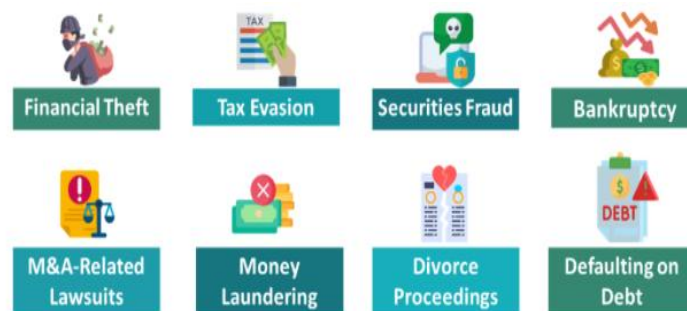 TAX
Financial Theft
Tax Evasion
Securities Fraud
Bankruptcy
DEBT
M&A-Related
Lawsuits
Money
Laundering
Divorce
Proceedings
Defaulting on
Debt